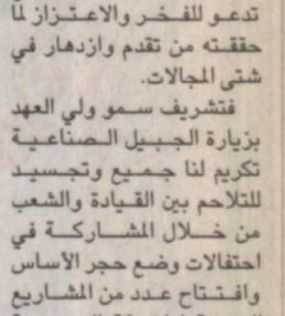 تدعو للفخر والاعتزاز لما
حققته من تقدم وازدهار في
شتى المجالات.
فتشريف سمو ولي العهد
بزيارة الجبيل الصناعية
تكريم لنا جميع وتجسيد
للتلاحم بين القيادة والشعب
من خلال المشاركة في
احتفالات وضع حجر الأساس
وافتتاح عدد من المشاريع